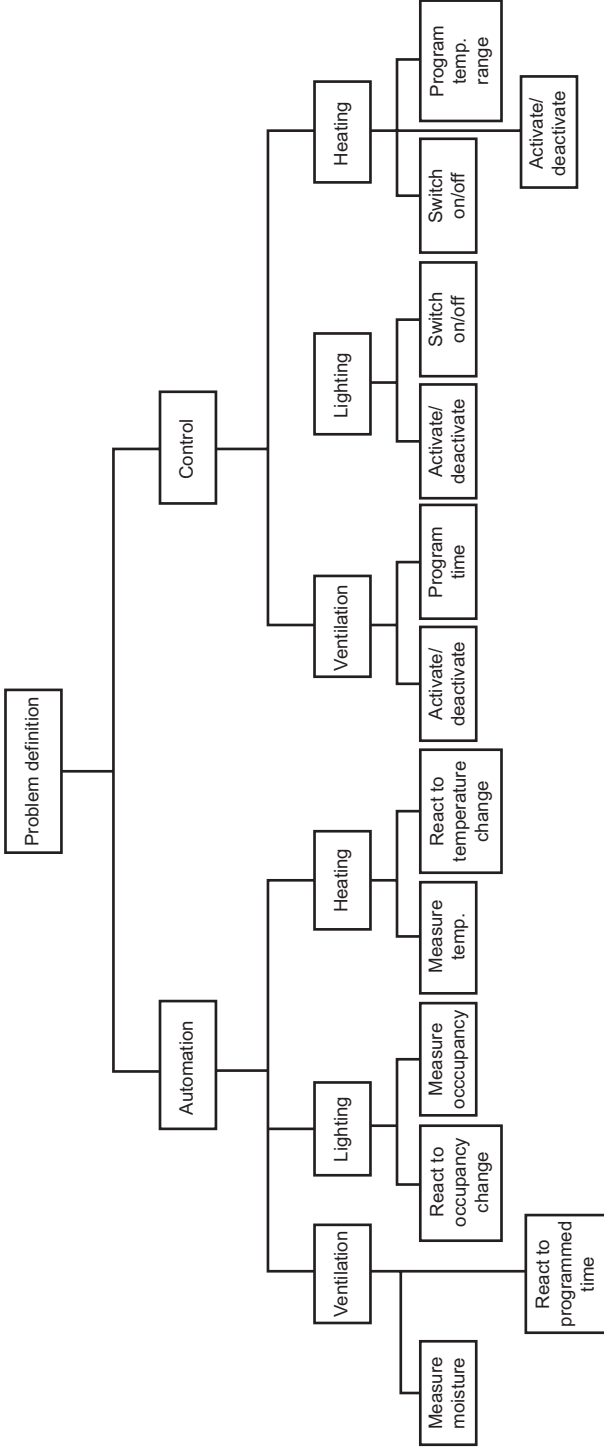 Problem definition
Automation
Control
Ventilation
Lighting
Heating
Ventilation
Lighting
Heating
Measure
moisture
React to
programmed
time
React to
occupancy
change
Measure
occcupancy
Measure
temp.
React to
temperature
change
Activate/
deactivate
Program
time
Activate/
deactivate
Switch
on/off
Switch
on/off
Activate/
deactivate
Program
temp.
range